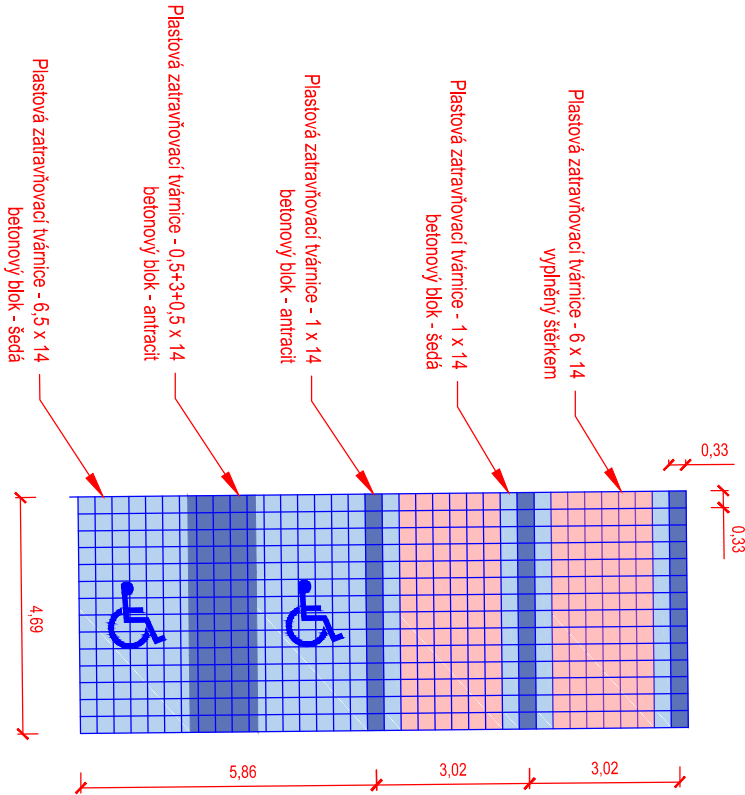 Plastová zatravňovací tvárnice - 6,5 x 14
betonový blok - šedá
Plastová zatravňovací tvárnice - 0,5+3+0,5 x 14
betonový blok - antracit
Plastová zatravňovací tvárnice - 1 x 14
betonový blok - antracit
Plastová zatravňovací tvárnice - 1 x 14
betonový blok - šedá
Plastová zatravňovací tvárnice - 6 x 14
vyplněný štěrkem
0,33
0,33
4,69
5,86
3,02
3,02